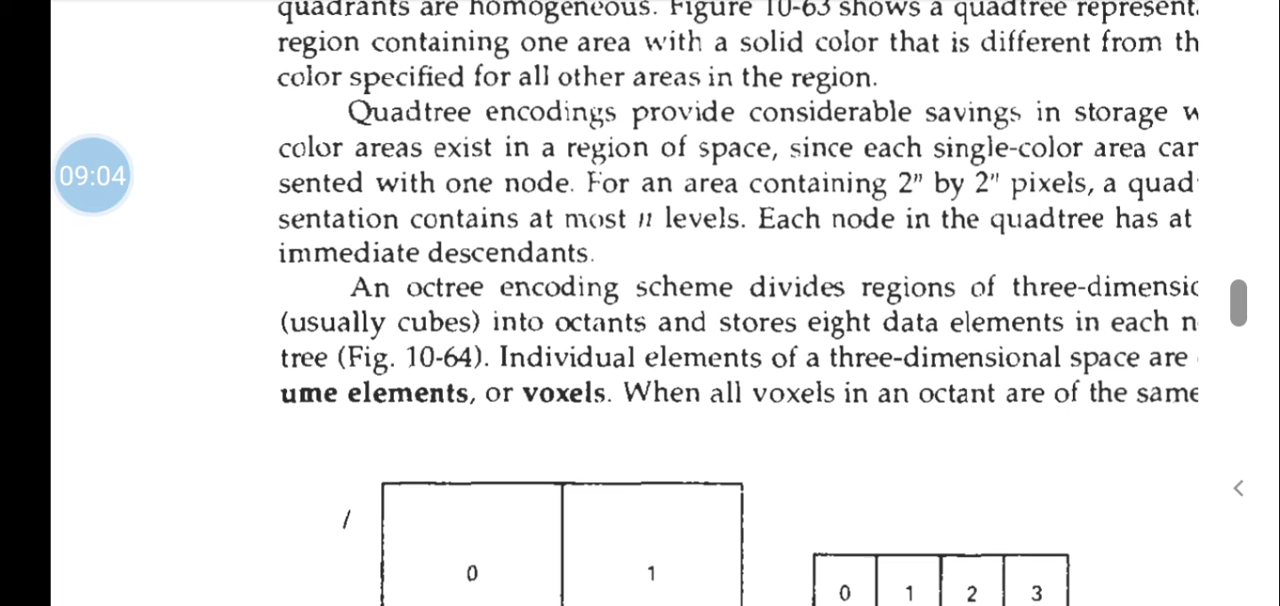 quadrants are homogeneous. Figure 10-63 shows a quadtree represent
region containing one area with a solid color that is different from th
color specified for all other areas in the region.
Quadtree encodings provide considerable savings in storage w
color areas exist in a region of space, since each single-color area car
sented with one node. For an area containing 2ⁿ by 2ⁿ pixels, a quad
sentation contains at most n levels. Each node in the quadtree has at
immediate descendants.
An octree encoding scheme divides regions of three-dimensic
(usually cubes) into octants and stores eight data elements in each n
tree (Fig. 10-64). Individual elements of a three-dimensional space are
ume elements, or voxels. When all voxels in an octant are of the same
09:04
0 1
0 1 2 3